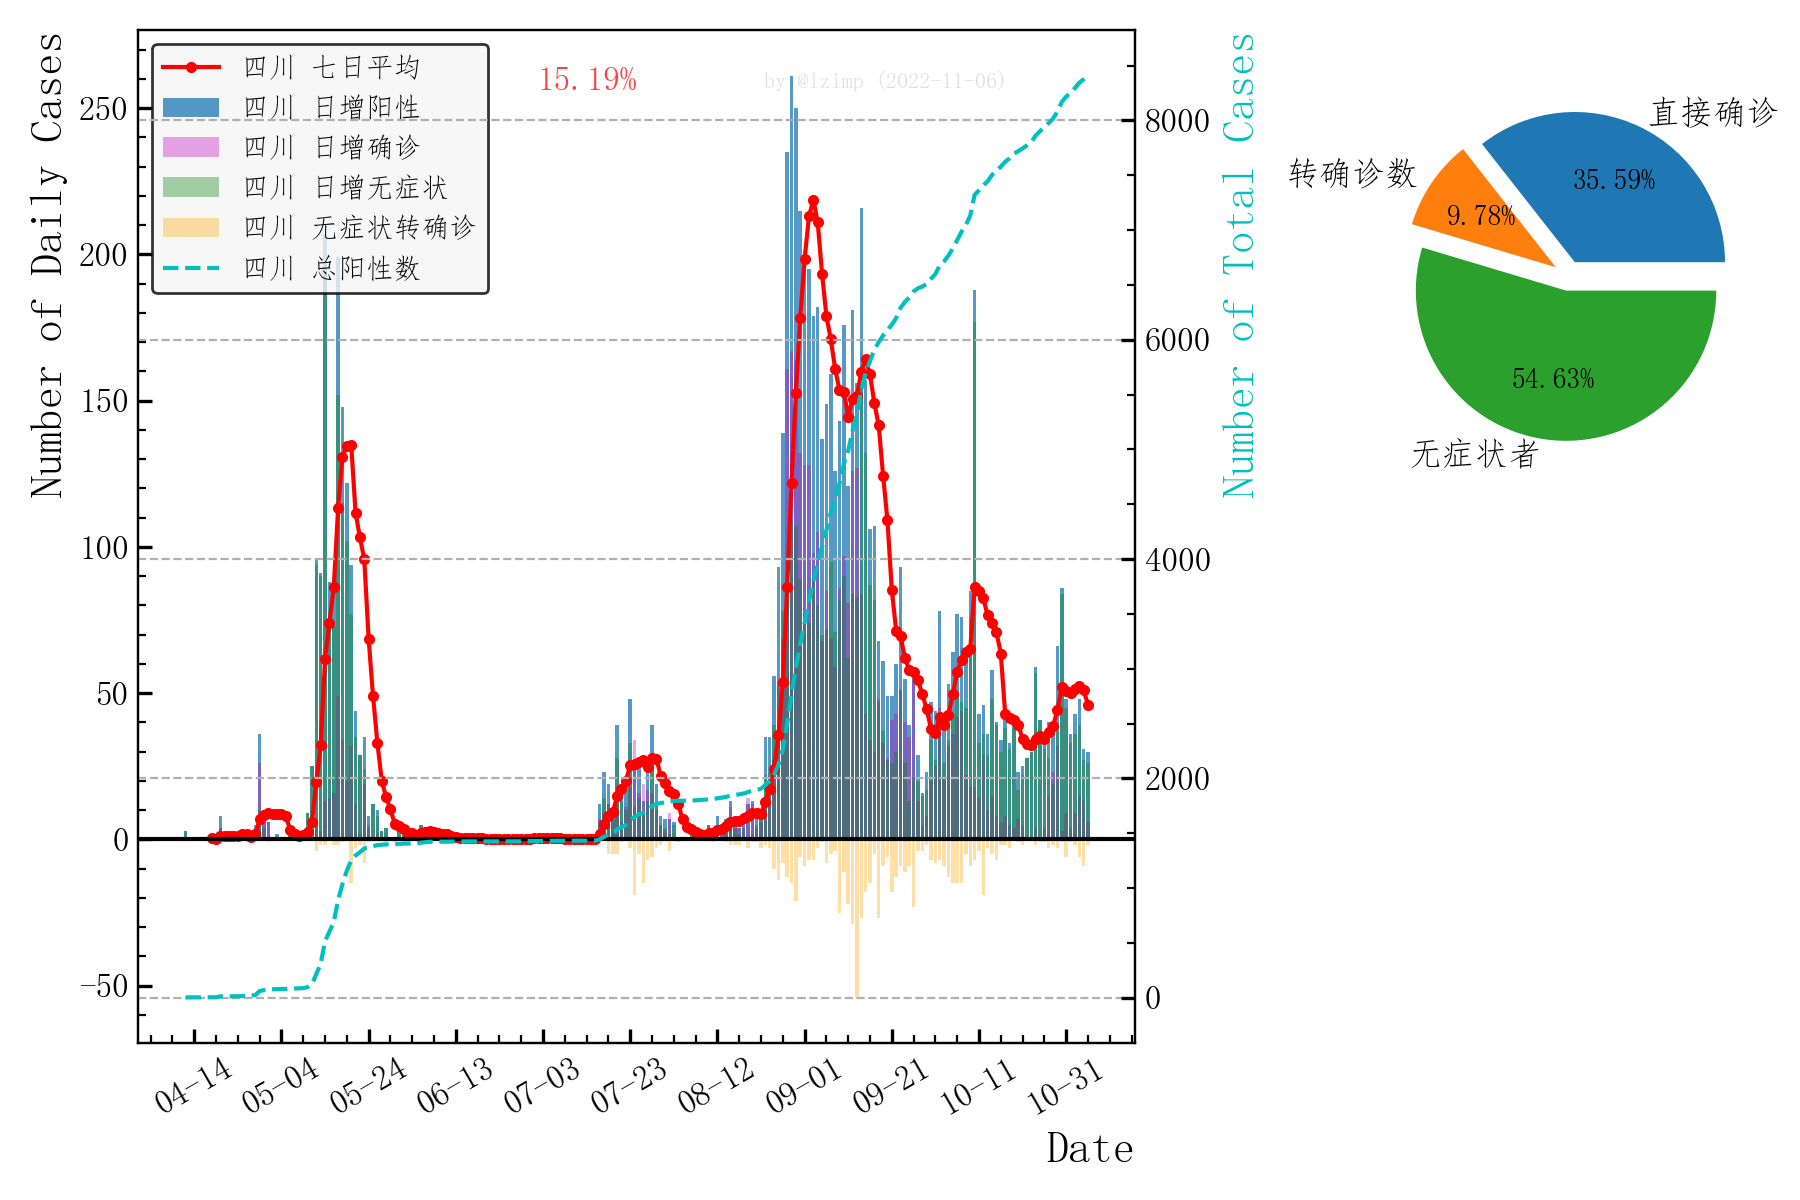 Number of Daily Cases
250
200
150
100
50
0
−50
四川 七日平均
四川 日增阳性
四川 日增确诊
四川 日增无症状
四川 无症状转确诊
四川 总阳性数
15.19%
by @lzimp (2022-11-06)
8000
6000
4000
2000
0
Number of Total Cases
04−14
05−04
05−24
06−13
07−03
07−23
08−12
09−01
09−21
10−11
10−31
Date
直接确诊
35.59%
转确诊数
9.78%
54.63%
无症状者